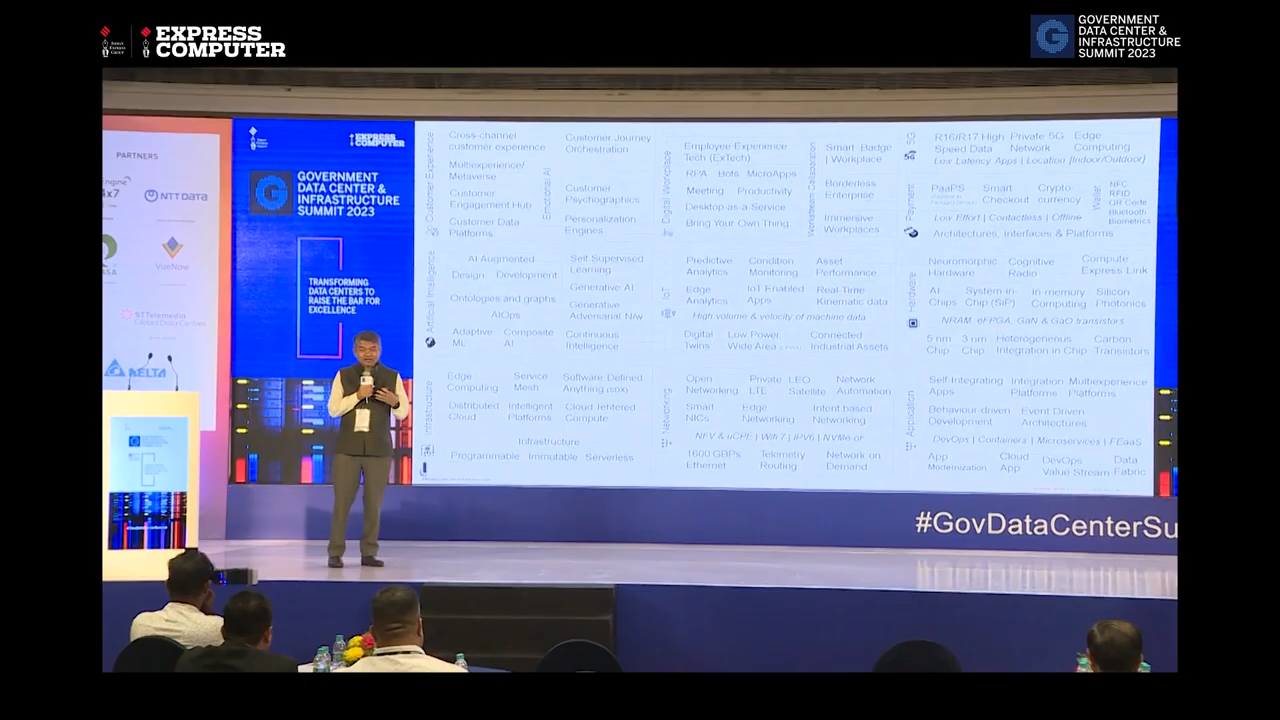 EXPRESS
COMPUTER
GOVERNMENT
DATA CENTER &
INFRASTRUCTURE
SUMMIT 2023
PARTNERS
NTT DATA
VueNow
STTelemedia
Global Data Centres
DELTA
EXPRESS
COMPUTER
GOVERNMENT
DATA CENTER &
INFRASTRUCTURE
SUMMIT 2023
TRANSFORMING
DATA CENTERS TO
RAISE THE BAR FOR
EXCELLENCE
Customer Experience
Cross-channel
customer experience
Customer Journey
Orchestration
Multiexperience/
Metaverse
Emotional AI
Customer
Engagement Hub
Customer
Psychographics
Customer Data
Platforms
Personalization
Engines
Digital Workplace
Employee Experience
Tech (ExTech)
RPA Bots MicroApps
Meeting Productivity
Desktop-as-a-Service
Bring Your Own Thing
Workstream Collaboration
Smart Badge
| Workplace
Borderless
Enterprise
Immersive
Workplaces
5G
R16/R17 High
Speed Data
Private 5G
Network
Edge
Computing
Low Latency Apps | Location [Indoor/Outdoor]
Payment
PaaPS
Smart
Checkout
Crypto-
currency
Wallet
NFC
RFID
QR Code
Bluetooth
Biometrics
Low Effort | Contactless | Offline
Architectures, Interfaces & Platforms
Artificial Intelligence
AI Augmented
Design Development
Self Supervised
Learning
Generative AI
Ontologies and graphs
AIOps
Generative
Adversarial N/w
Adaptive
ML
Composite
AI
Continuous
Intelligence
IoT
Predictive
Analytics
Condition
Monitoring
Asset
Performance
Edge
Analytics
IoT Enabled
Apps
Real-Time
Kinematic data
High volume & velocity of machine data
Digital
Twins
Low Power
Wide Area
Connected
Industrial Assets
Hardware
Neuromorphic
Hardware
Cognitive
Radio
Compute
Express Link
AI
Chips
System-in-
Chip (SiP)
In-memory
Computing
Silicon
Photonics
NRAM, eFPGA, GaN & GaO transistors
5 nm
Chip
3 nm
Chip
Heterogeneous
Integration in Chip
Carbon
Transistors
Infrastructure
Edge
Computing
Service
Mesh
Software Defined
Anything (sDx)
Distributed
Cloud
Intelligent
Platforms
Cloud Tethered
Compute
Infrastructure
Programmable Immutable Serverless
Networking
Open
Networking
Private
LTE
LEO
Satellite
Network
Automation
Smart
NICs
Edge
Networking
Intent based
Networking
NFV & uCPE | Wifi 7 | IPV6 | NVMe-oF
1600 GBPs
Ethernet
Telemetry
Routing
Network on
Demand
Application
Self-Integrating
Apps
Integration
Platforms
Multiexperience
Platforms
Behaviour-driven
Development
Event Driven
Architectures
DevOps | Containers | Microservices | FEaaS
App
Modernization
Cloud
App
DevOps
Value Stream
Data
Fabric
#GovDataCenterSu